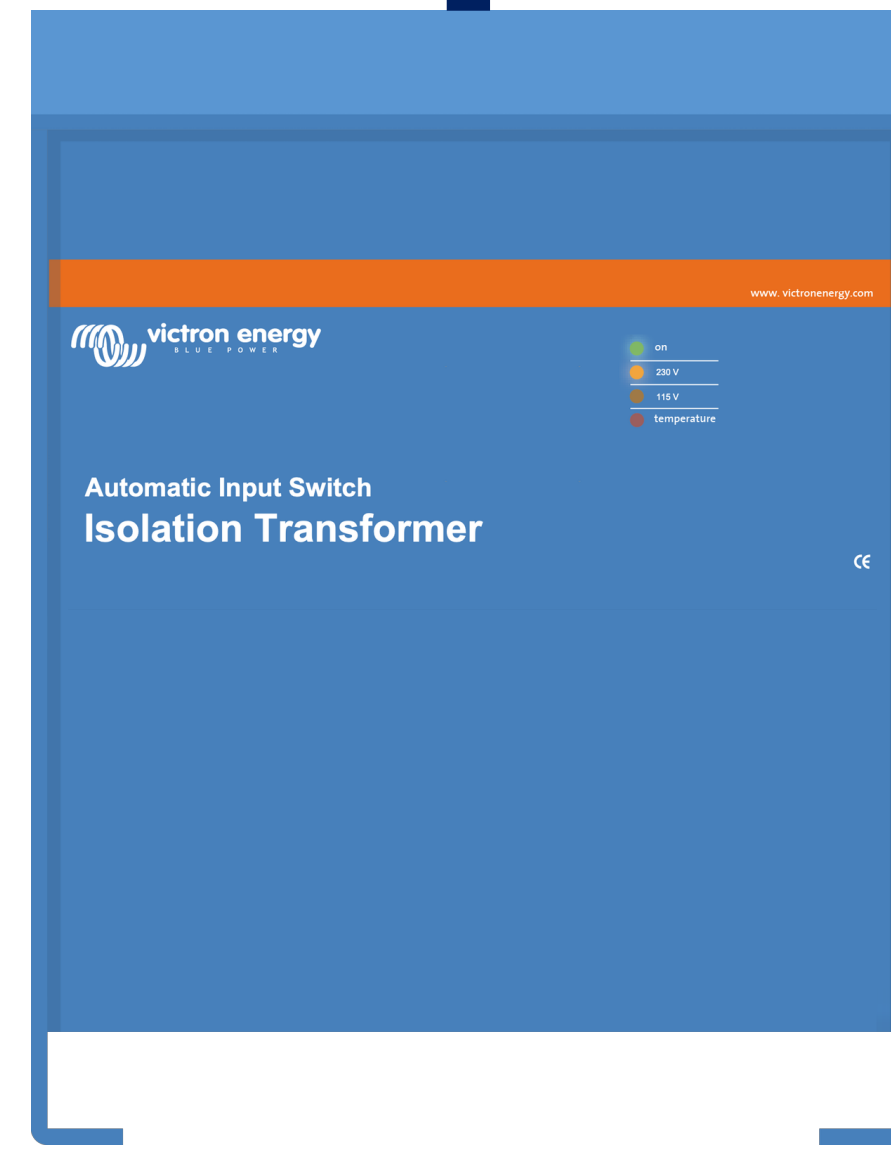 www. victronenergy.com
victron energy
BLUE POWER
on
230 V
115 V
temperature
Automatic Input Switch
Isolation Transformer
CE